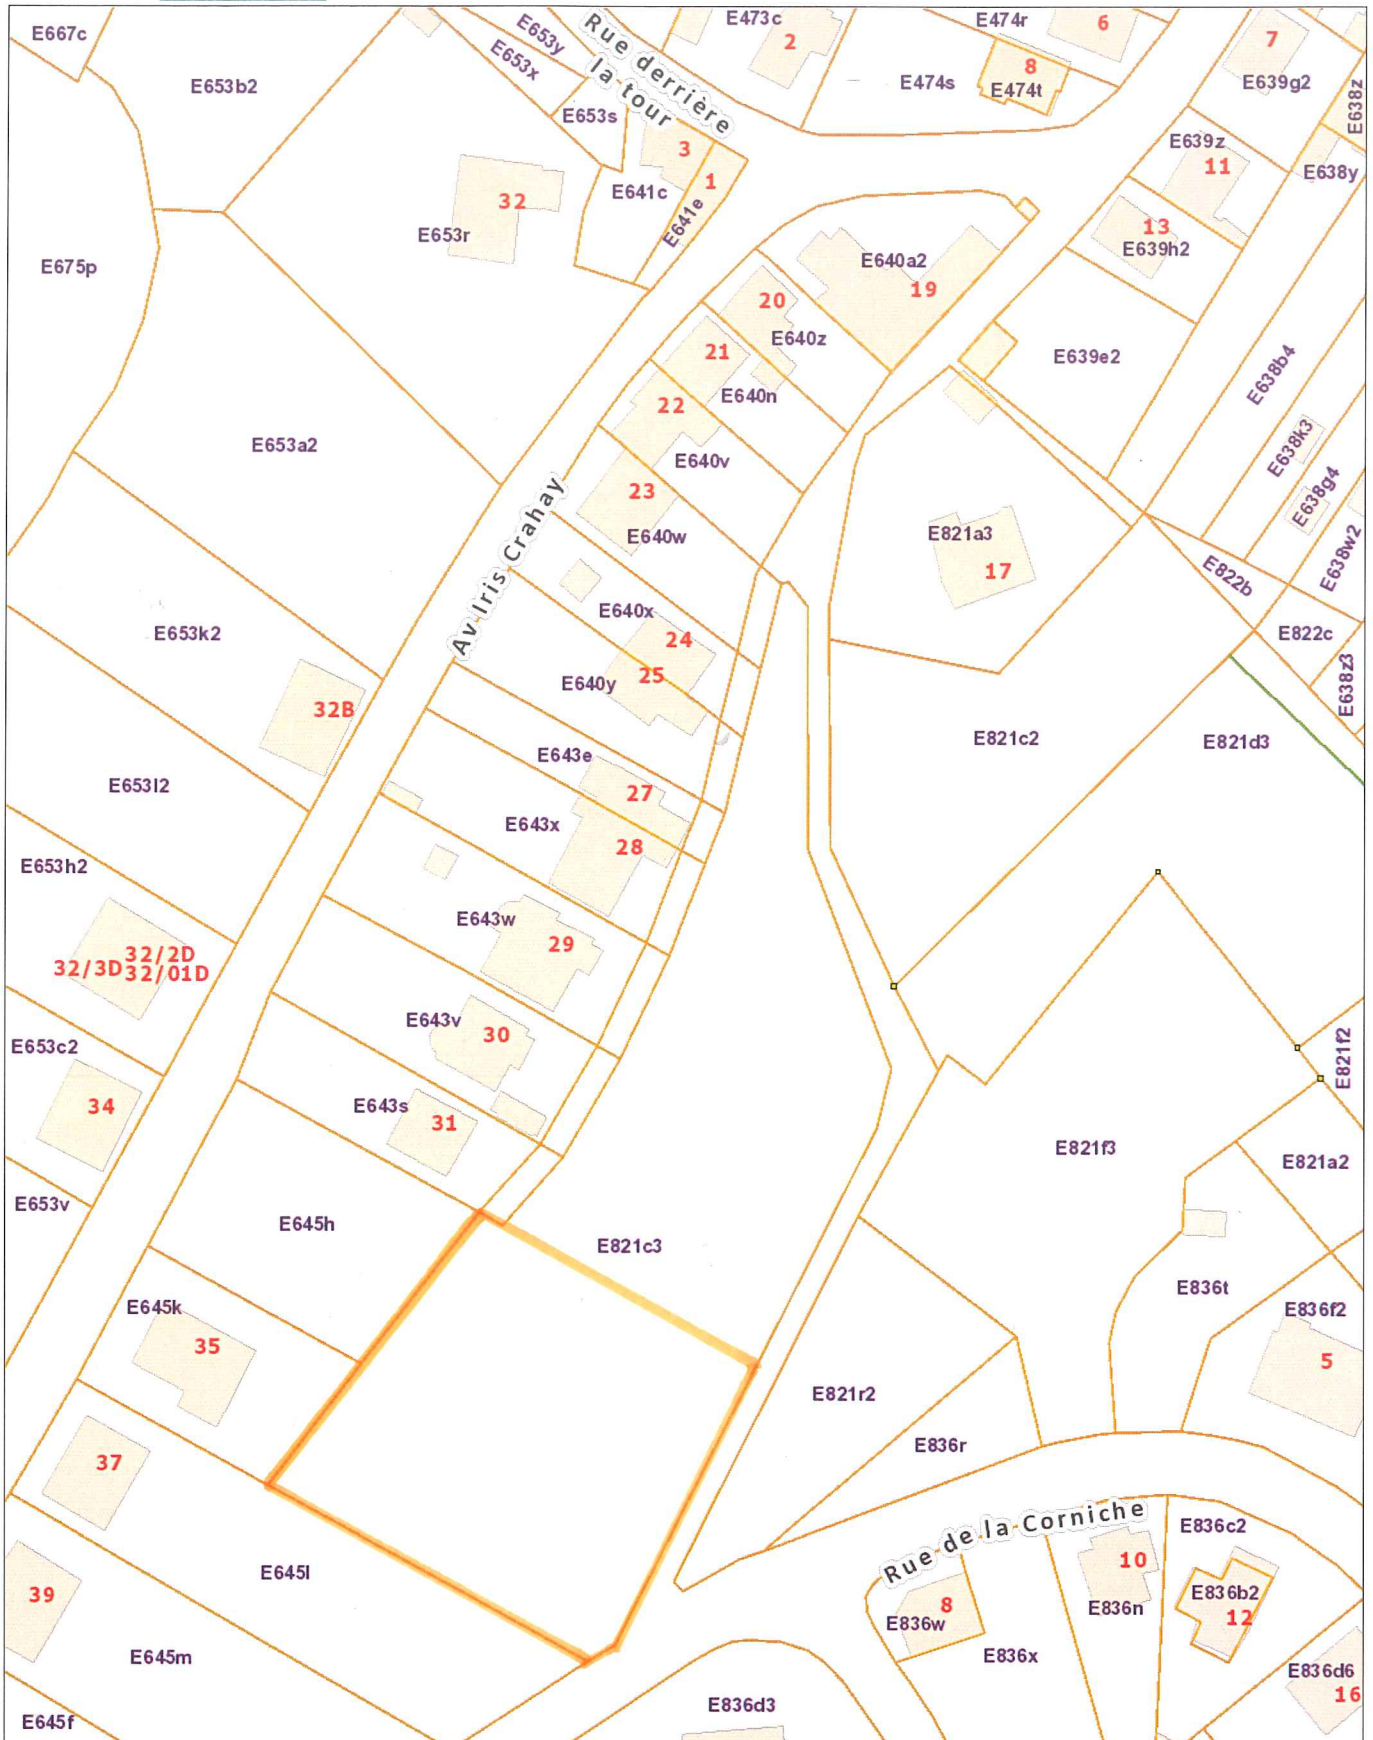 E667c
E653b2
E653y
E653x
Rue derrière
la tour
E473c
2
E474r
6
8
E474s
E474t
7
E639g2
E638z
E653s
3
1
E641c
E641e
E639z
11
E638y
32
E653r
13
E639h2
E675p
E640a2
19
20
E640z
21
E640n
E639e2
E638b4
22
E640v
E653a2
E638k3
E638g4
23
E640w
Av Iris Crahay
E821a3
17
E638w2
E822b
E640x
24
E653k2
25
E640y
E822c
E638z3
32B
E821c2
E821d3
E643e
27
E653l2
E643x
28
E653h2
E643w
29
32/2D
32/3D
32/01D
E643v
30
E653c2
E821f2
34
E643s
31
E821f3
E821a2
E653v
E645h
E821c3
E836t
E645k
E836f2
35
5
E821r2
E836r
37
Rue de la Corniche
E836c2
10
E645l
39
8
E836w
E836n
E836b2
12
E645m
E836x
E836d6
16
E836d3
E645f